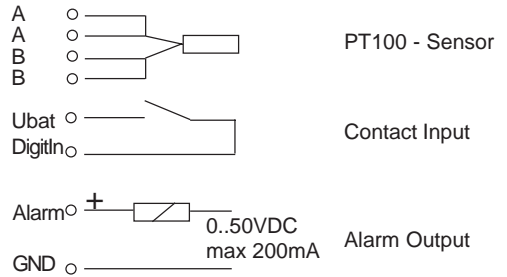 A
A
B
B
PT100 - Sensor
Ubat
DigitIn
Contact Input
Alarm
+
0..50VDC
max 200mA
GND
Alarm Output